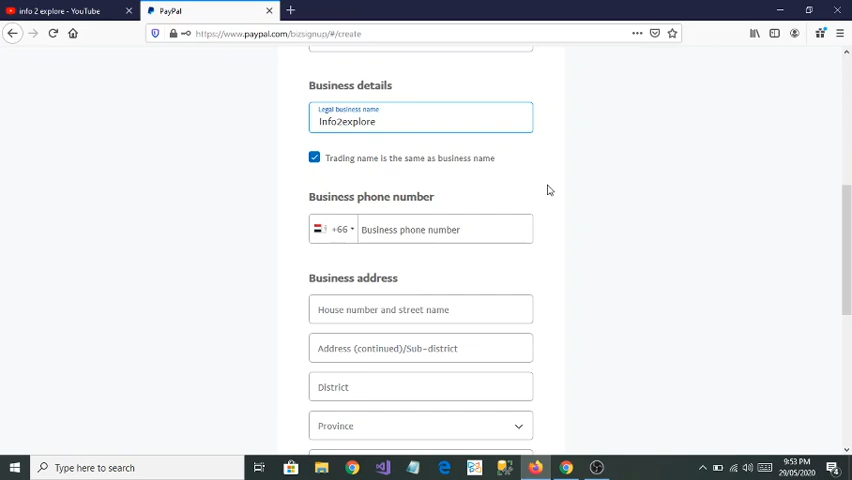 info 2 explore - YouTube
PayPal
https://www.paypal.com/bizsignup/#/create
Business details
Legal business name
Info2explore
Trading name is the same as business name
Business phone number
+66
Business phone number
Business address
House number and street name
Address (continued)/Sub-district
District
Province
Type here to search
9:53 PM
29/05/2020
4